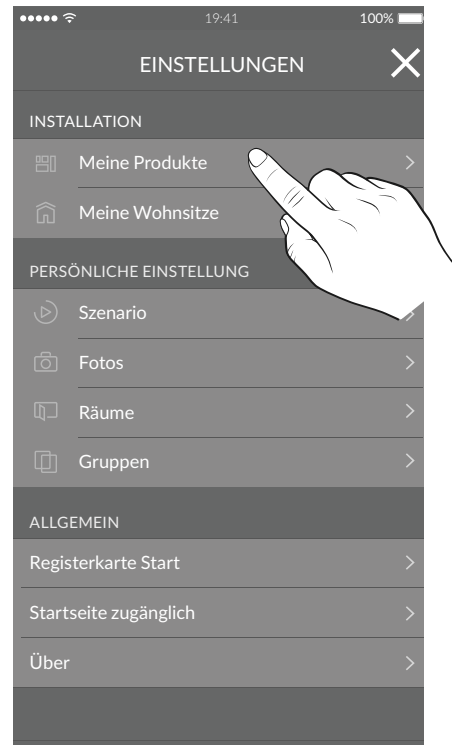 19:41 100%
EINSTELLUNGEN
INSTALLATION
Meine Produkte
Meine Wohnsitze
PERSÖNLICHE EINSTELLUNG
Szenario
Fotos
Räume
Gruppen
ALLGEMEIN
Registerkarte Start
Startseite zugänglich
Über